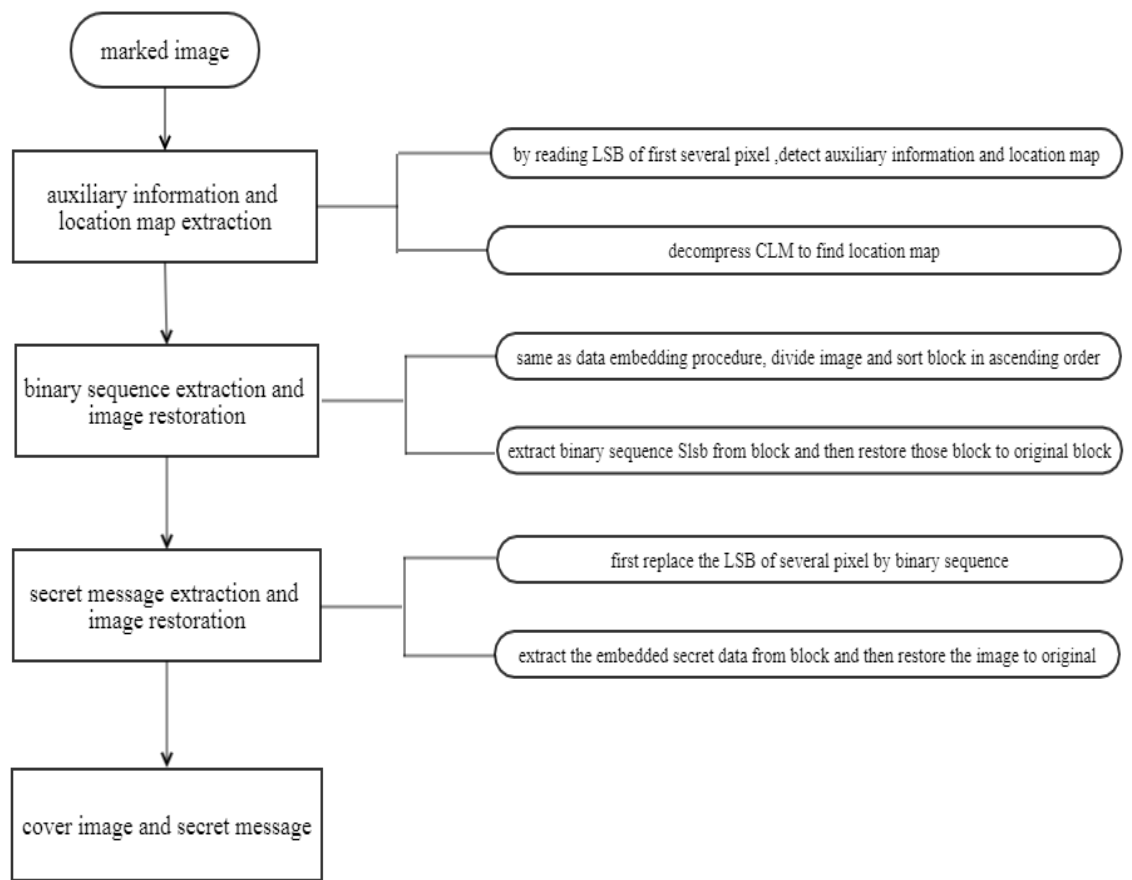 marked image
auxiliary information and
location map extraction
by reading LSB of first several pixel ,detect auxiliary information and location map
decompress CLM to find location map
binary sequence extraction and
image restoration
same as data embedding procedure, divide image and sort block in ascending order
extract binary sequence Slsb from block and then restore those block to original block
secret message extraction and
image restoration
first replace the LSB of several pixel by binary sequence
extract the embedded secret data from block and then restore the image to original
cover image and secret message